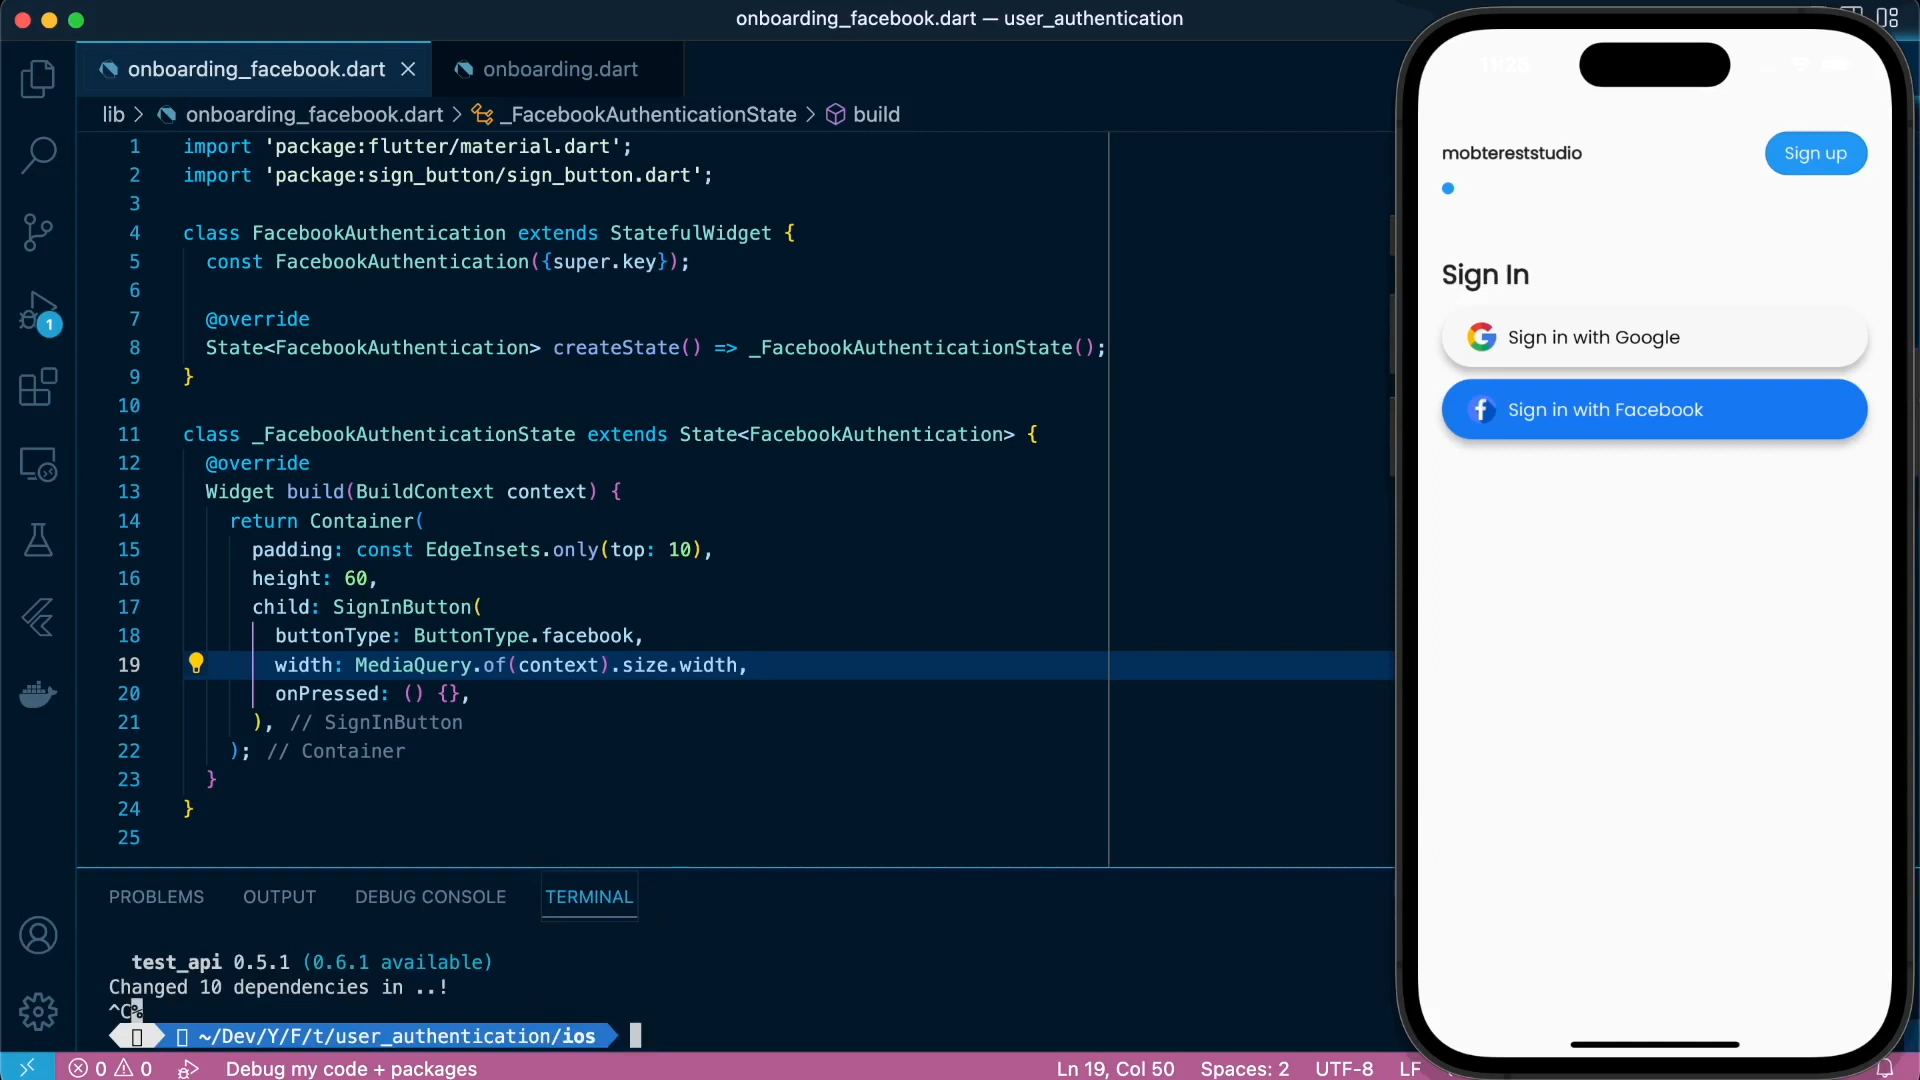 onboarding_facebook.dart — user_authentication
onboarding_facebook.dart
onboarding.dart
lib > onboarding_facebook.dart > _FacebookAuthenticationState > build
1 import 'package:flutter/material.dart';
2 import 'package:sign_button/sign_button.dart';
3
4 class FacebookAuthentication extends StatefulWidget {
5 const FacebookAuthentication({super.key});
6
7 @override
8 State<FacebookAuthentication> createState() => _FacebookAuthenticationState();
9 }
10
11 class _FacebookAuthenticationState extends State<FacebookAuthentication> {
12 @override
13 Widget build(BuildContext context) {
14 return Container(
15 padding: const EdgeInsets.only(top: 10),
16 height: 60,
17 child: SignInButton(
18 buttonType: ButtonType.facebook,
19 width: MediaQuery.of(context).size.width,
20 onPressed: () {},
21 ), // SignInButton
22 ); // Container
23 }
24 }
25
1
PROBLEMS OUTPUT DEBUG CONSOLE TERMINAL
test_api 0.5.1 (0.6.1 available)
Changed 10 dependencies in ..!
^C%
~/Dev/Y/F/t/user_authentication/ios
0 0 Debug my code + packages Ln 19, Col 50 Spaces: 2 UTF-8 LF
mobtereststudio
Sign up
Sign In
Sign in with Google
Sign in with Facebook